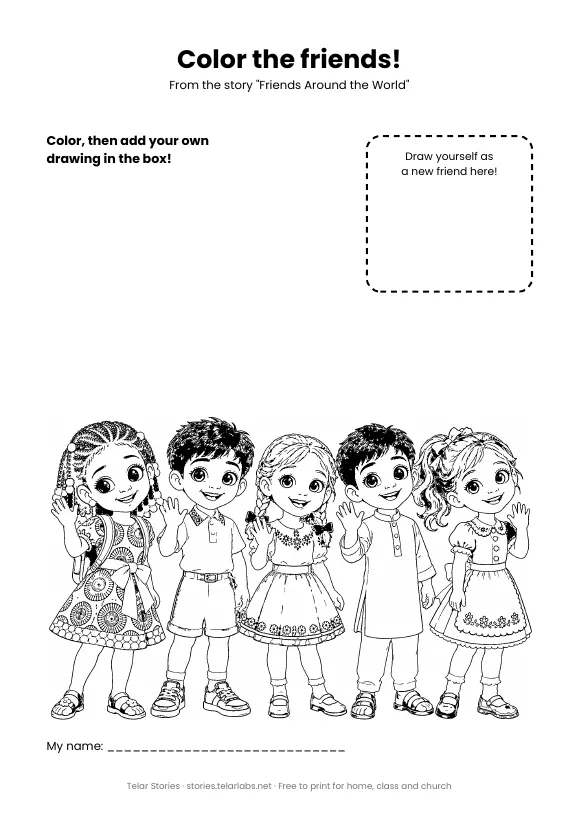 Color the friends!
From the story "Friends Around the World"
Color, then add your own
drawing in the box!
Draw yourself as
a new friend here!
My name: ____________________________
Telar Stories · stories.telarlabs.net · Free to print for home, class and church